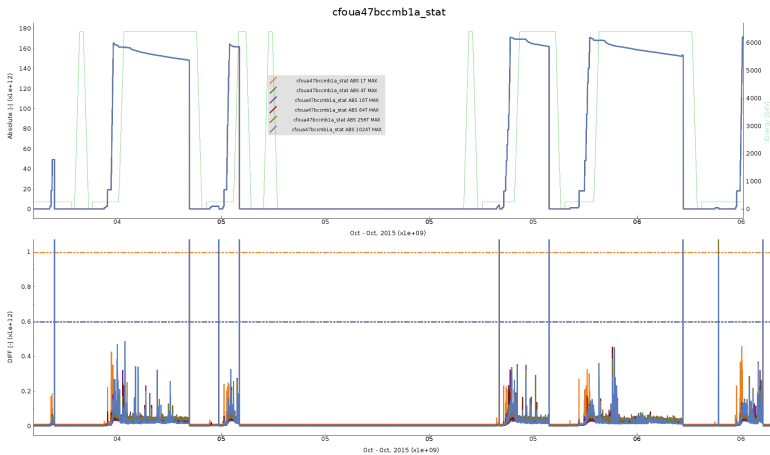 cfoua47bccmb1a_stat
180
160
140
120
100
80
60
40
20
0
Absolute [-] (x1e+12)
6000
5000
4000
3000
2000
1000
0
Energy [GeV]
cfoua47bccmb1a_stat ABS 1T MAX
cfoua47bccmb1a_stat ABS 4T MAX
cfoua47bccmb1a_stat ABS 16T MAX
cfoua47bccmb1a_stat ABS 64T MAX
cfoua47bccmb1a_stat ABS 256T MAX
cfoua47bccmb1a_stat ABS 1024T MAX
04 05 05 05 05 06 06
Oct - Oct, 2015 (x1e+09)
1
0.8
0.6
0.4
0.2
0
DIFF [-] (x1e+12)
04 05 05 05 05 06 06
Oct - Oct, 2015 (x1e+09)